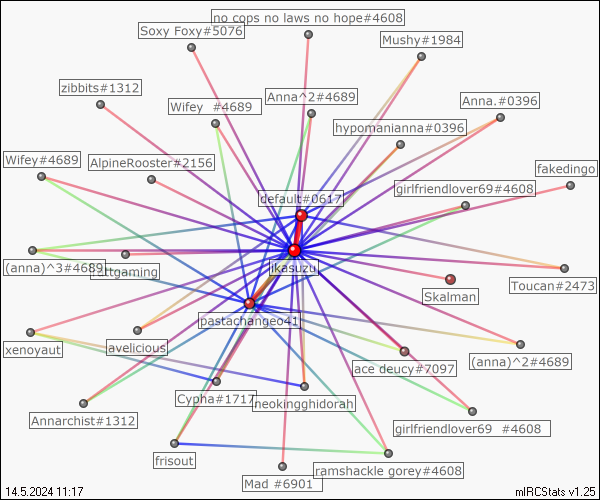 no cops no laws no hope#4608
Soxy Foxy#5076
Mushy#1984
zibbits#1312
Wifey  #4689
Anna^2#4689
Anna.#0396
hypomanianna#0396
Wifey#4689
AlpineRooster#2156
fakedingo
default#0617
girlfriendlover69#4608
(anna)^3#4689
ikasuzu
Toucan#2473
Skalman
pastachangeo41
xenoyaut
avelicious
(anna)^2#4689
ace deucy#7097
Cypha#1717
neokingghidorah
Annarchist#1312
girlfriend​lover69  #4608
frisout
ramshackle gorey#4608
Mad #6901
14.5.2024 11:17
mIRCStats v1.25